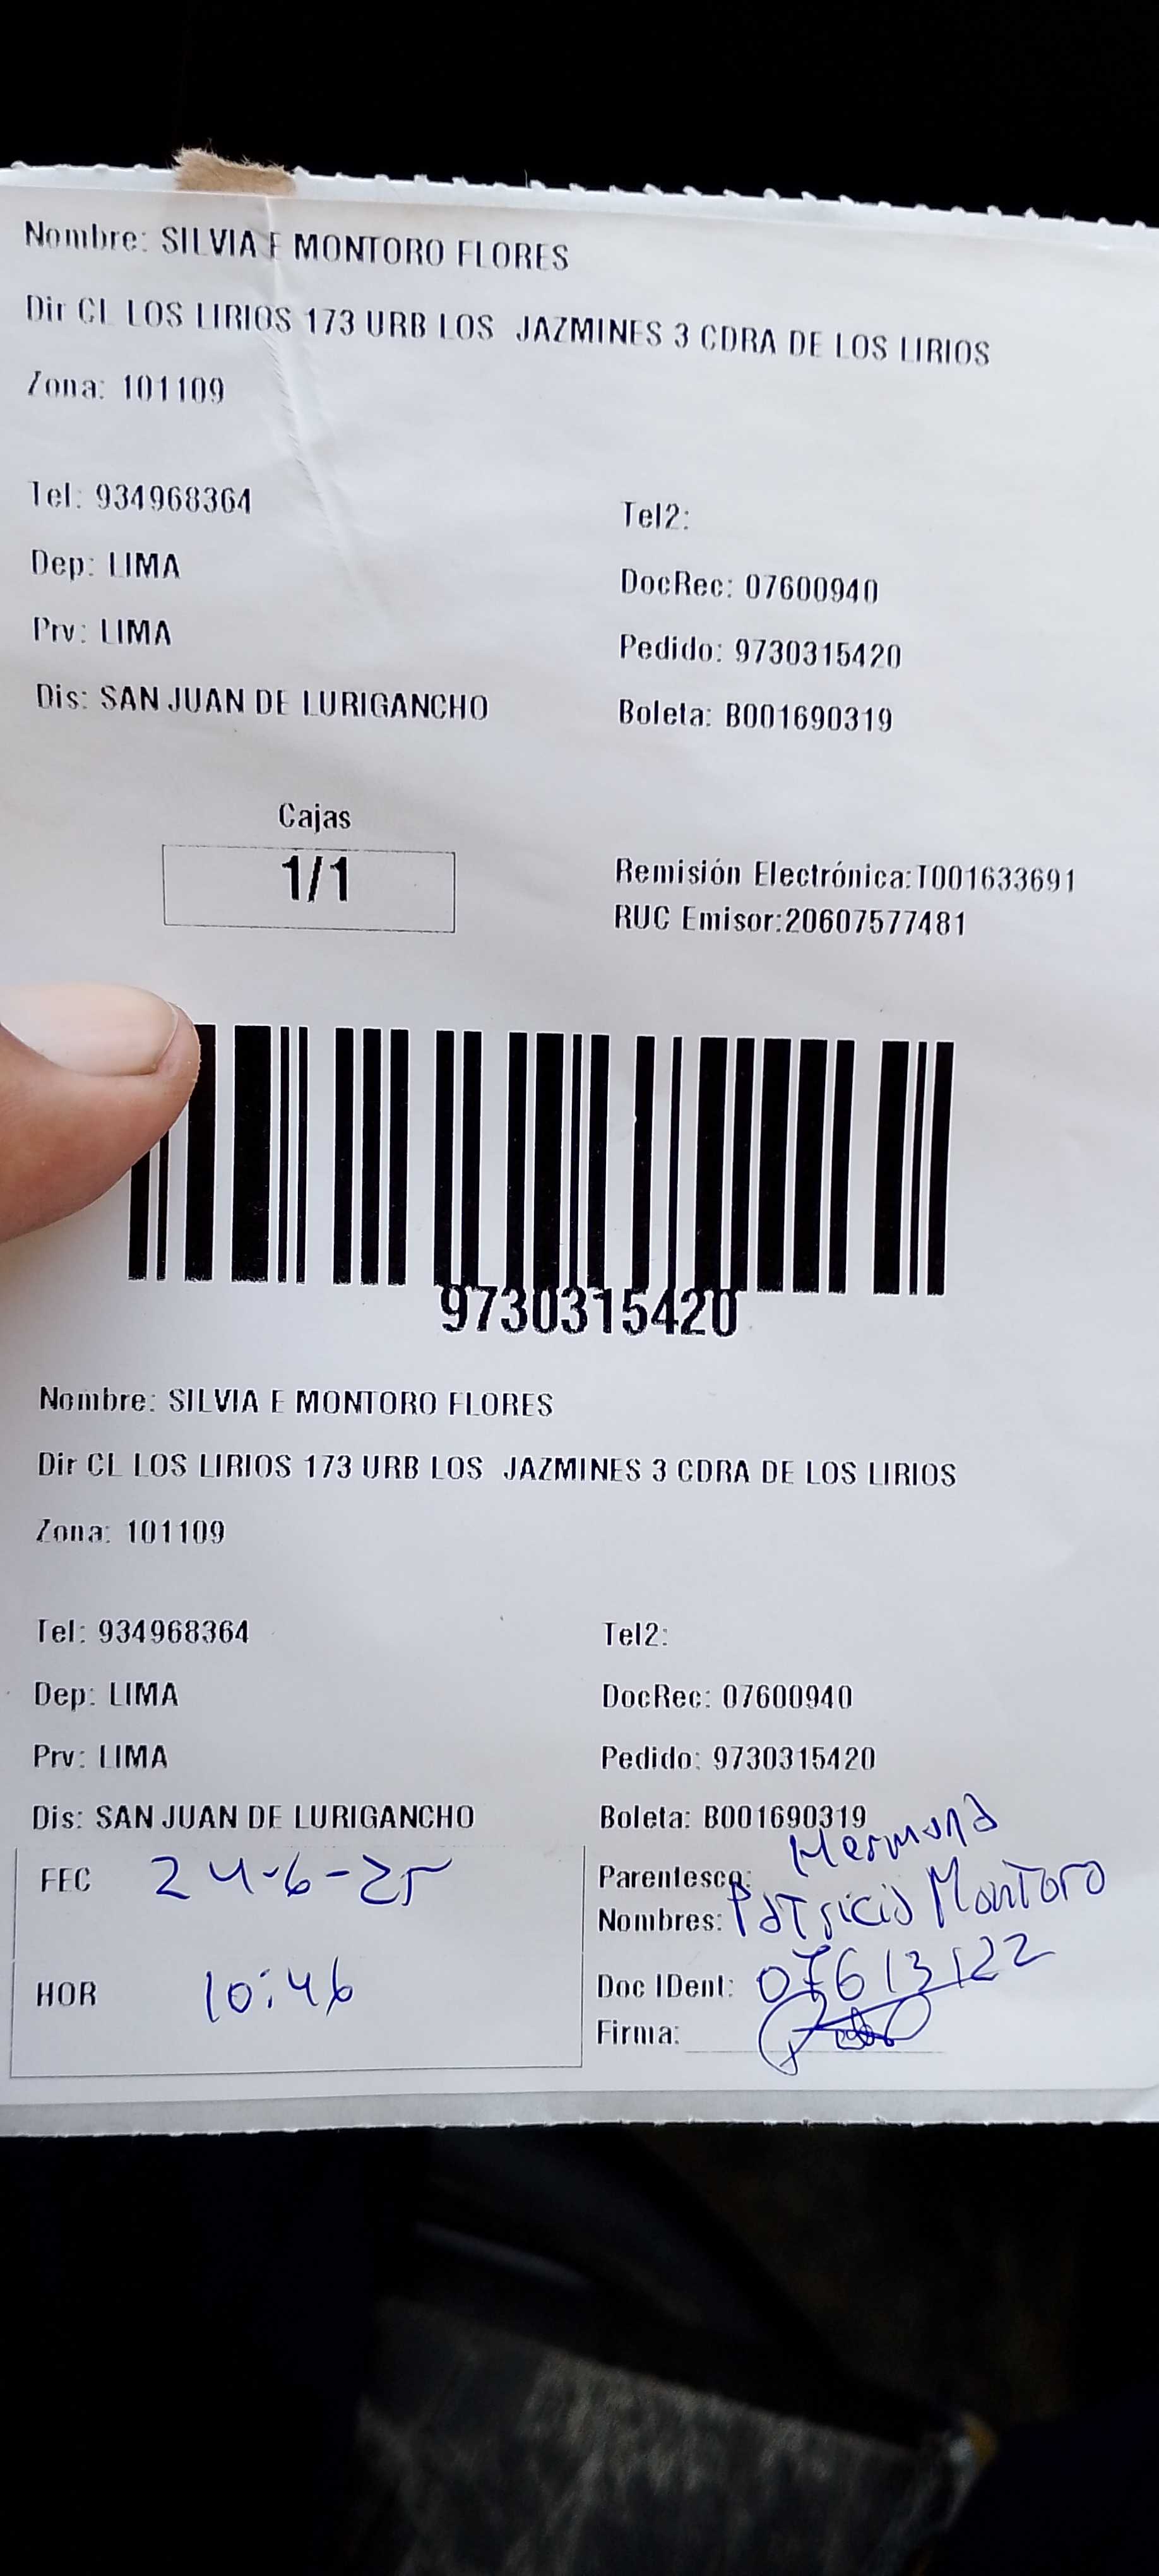 Nombre: SILVIA E MONTORO FLORES
Dir CL LOS LIRIOS 173 URB LOS JAZMINES 3 CDRA DE LOS LIRIOS
Zona: 101109
Tel: 934968364 Tel2:
Dep: LIMA DocRec: 07600940
Prv: LIMA Pedido: 9730315420
Dis: SAN JUAN DE LURIGANCHO Boleta: B001690319
Cajas
1/1
Remisión Electrónica:T001633691
RUC Emisor:20607577481
9730315420
Nombre: SILVIA E MONTORO FLORES
Dir CL LOS LIRIOS 173 URB LOS JAZMINES 3 CDRA DE LOS LIRIOS
Zona: 101109
Tel: 934968364 Tel2:
Dep: LIMA DocRec: 07600940
Prv: LIMA Pedido: 9730315420
Dis: SAN JUAN DE LURIGANCHO Boleta: B001690319
FEC 24-6-25 Parentesco: Hermana
Nombres: Patricia Montoro
HOR 10:46 Doc IDent: 07613122
Firma: